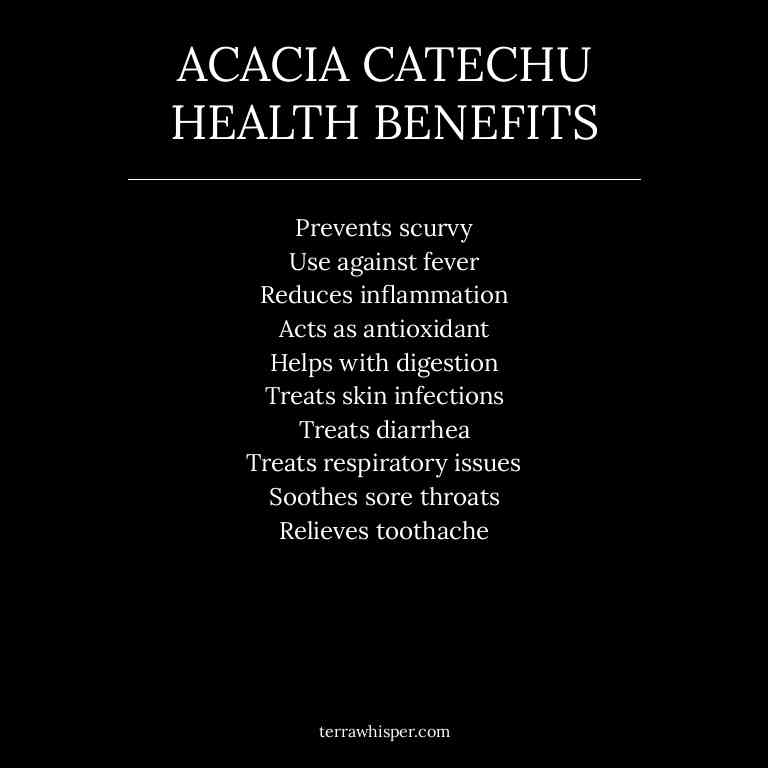 ACACIA CATECHU
HEALTH BENEFITS
Prevents scurvy
Use against fever
Reduces inflammation
Acts as antioxidant
Helps with digestion
Treats skin infections
Treats diarrhea
Treats respiratory issues
Soothes sore throats
Relieves toothache
terrawhisper.com